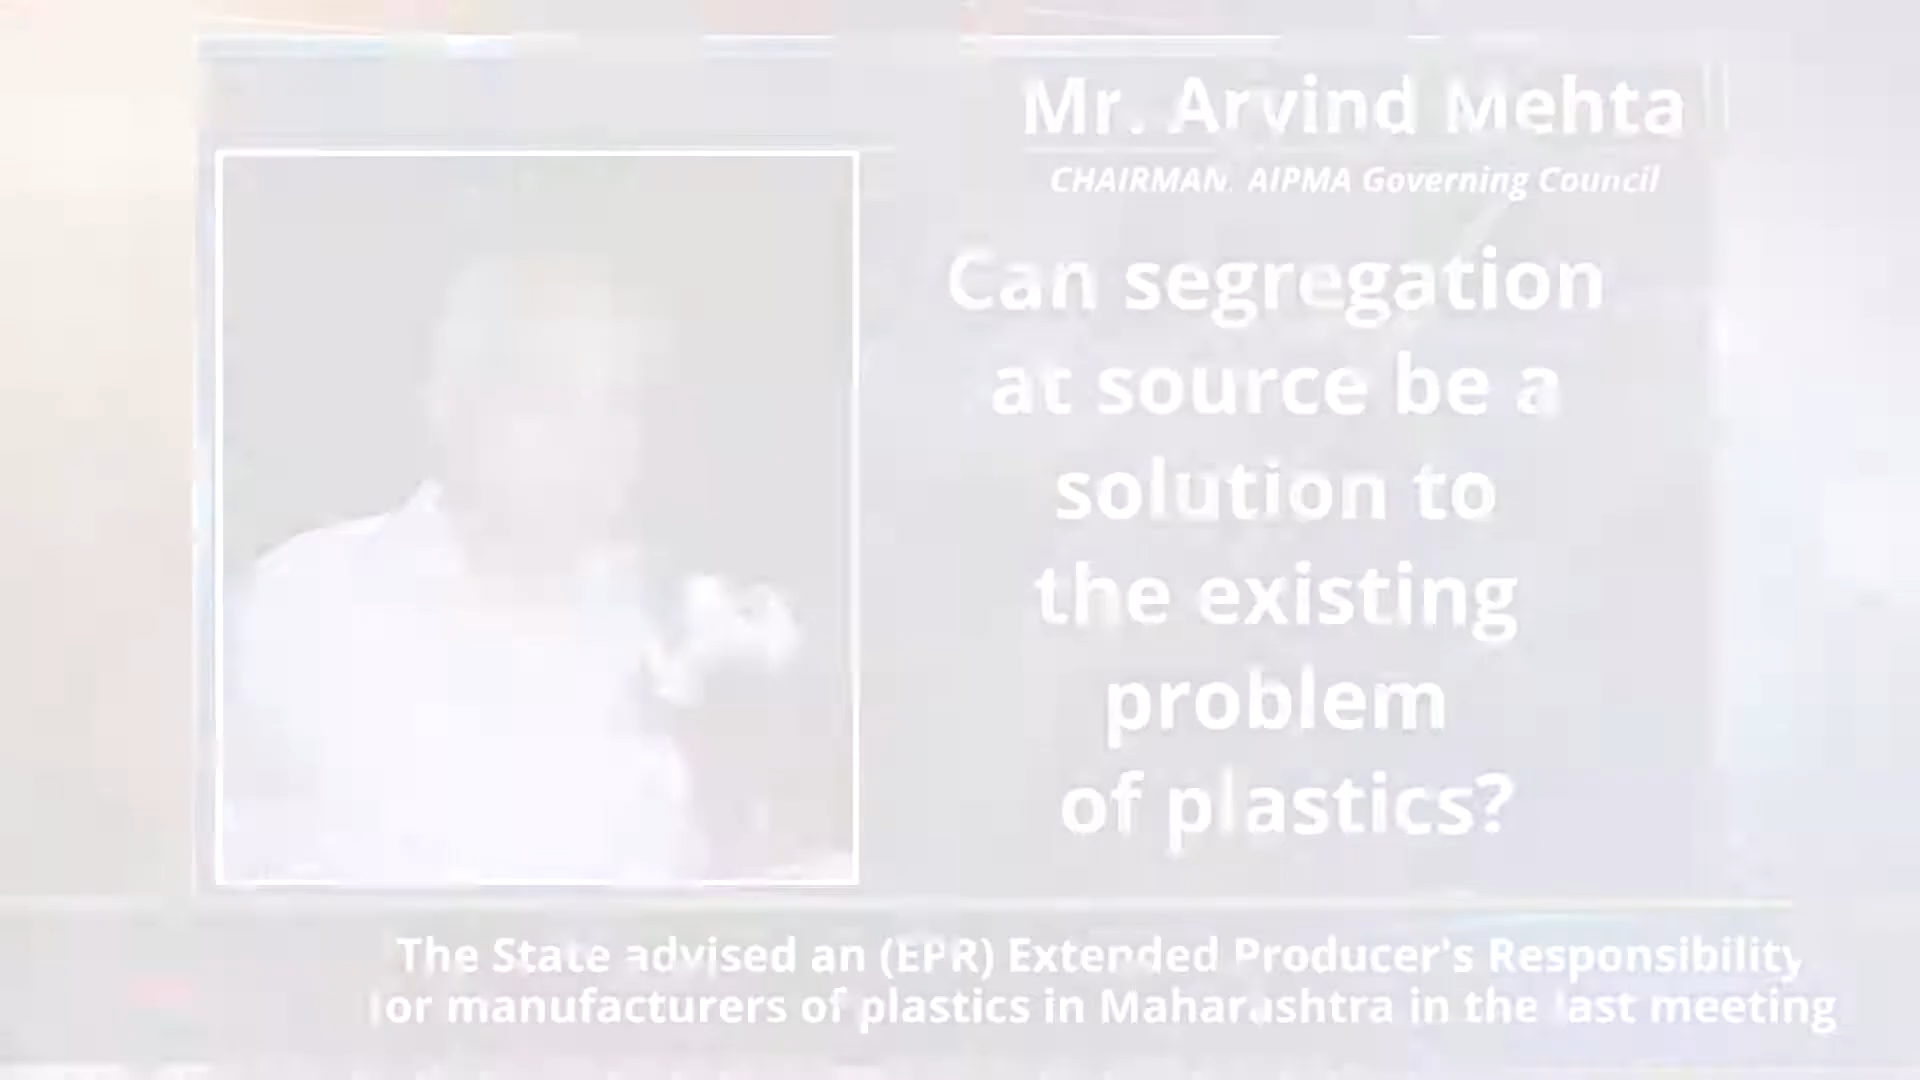 Mr. Arvind Mehta
CHAIRMAN, AIPMA Governing Council
Can segregation
at source be a
solution to
the existing
problem
of plastics?
The State advised an (EPR) Extended Producer's Responsibility
for manufacturers of plastics in Maharashtra in the last meeting